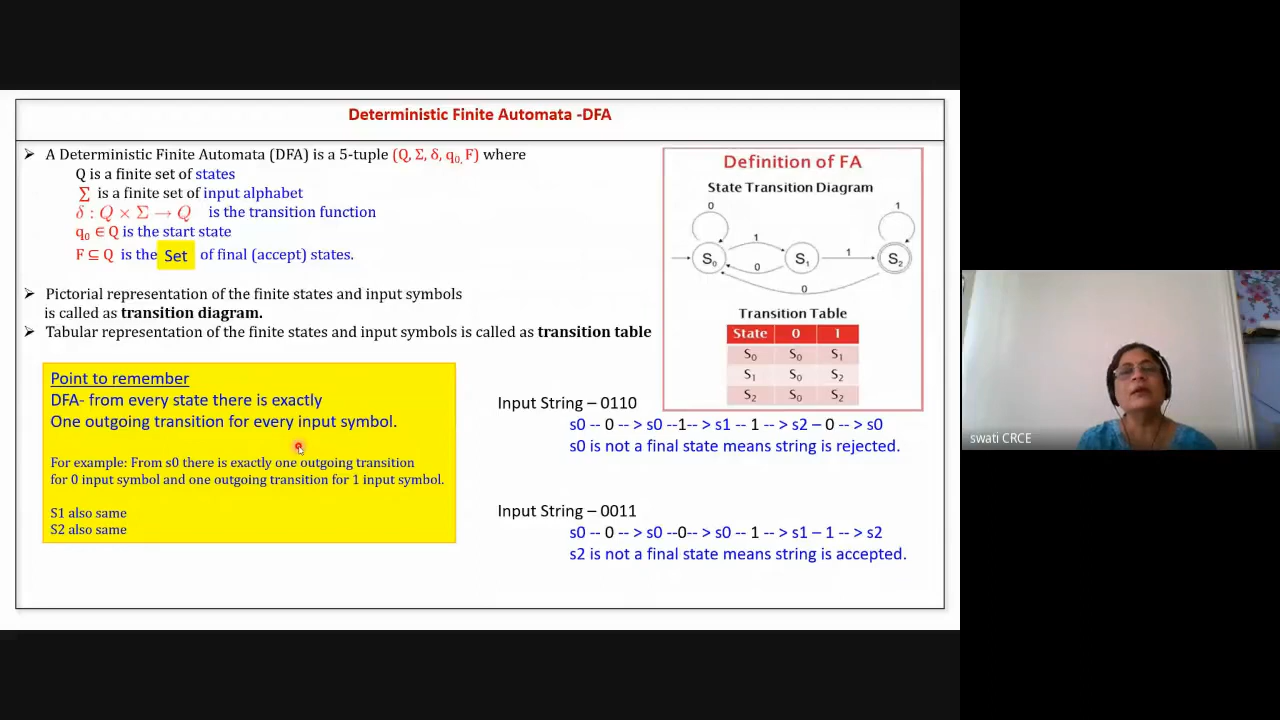 Deterministic Finite Automata -DFA
➢ A Deterministic Finite Automata (DFA) is a 5-tuple (Q, Σ, δ, q₀, F) where
Q is a finite set of states
∑ is a finite set of input alphabet
δ : Q × Σ → Q is the transition function
q₀ ∈ Q is the start state
F ⊆ Q is the Set of final (accept) states.
➢ Pictorial representation of the finite states and input symbols
is called as transition diagram.
➢ Tabular representation of the finite states and input symbols is called as transition table
Definition of FA
State Transition Diagram
0 1
1
S₀ S₁ 1 S₂
0
0
Transition Table
State 0 1
S₀ S₀ S₁
S₁ S₀ S₂
S₂ S₀ S₂
Point to remember
DFA- from every state there is exactly
One outgoing transition for every input symbol.
For example: From s0 there is exactly one outgoing transition
for 0 input symbol and one outgoing transition for 1 input symbol.
S1 also same
S2 also same
Input String – 0110
s0 -- 0 -- > s0 --1-- > s1 -- 1 -- > s2 – 0 -- > s0
s0 is not a final state means string is rejected.
Input String – 0011
s0 -- 0 -- > s0 --0-- > s0 -- 1 -- > s1 – 1 -- > s2
s2 is not a final state means string is accepted.
swati CRCE